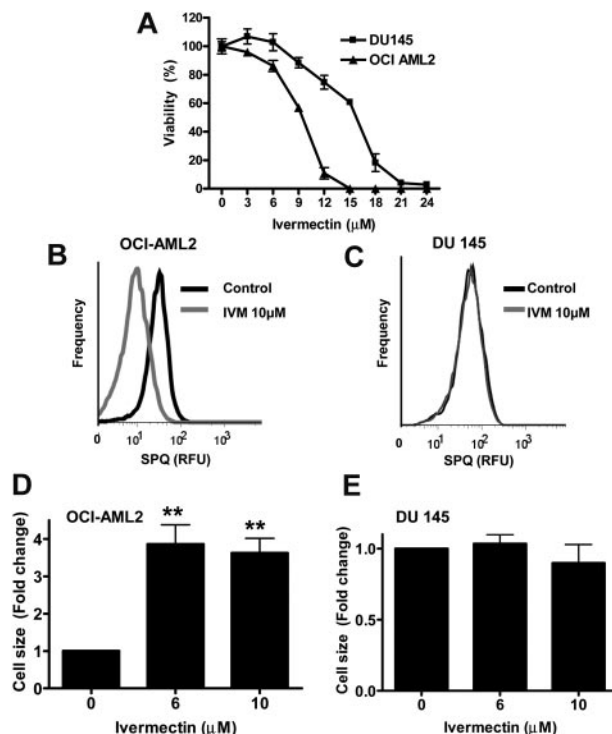 A
DU145
OCI AML2
Viability (%)
120
100
80
60
40
20
0
0 3 6 9 12 15 18 21 24
Ivermectin (μM)
B
OCI-AML2
Control
IVM 10μM
Frequency
0 10¹ 10² 10³
SPQ (RFU)
C
DU 145
Control
IVM 10μM
Frequency
0 10¹ 10² 10³
SPQ (RFU)
D
OCI-AML2
** **
Cell size (Fold change)
5
4
3
2
1
0
0 6 10
Ivermectin (μM)
E
DU 145
Cell size (Fold change)
1.0
0.5
0.0
0 6 10
Ivermectin (μM)